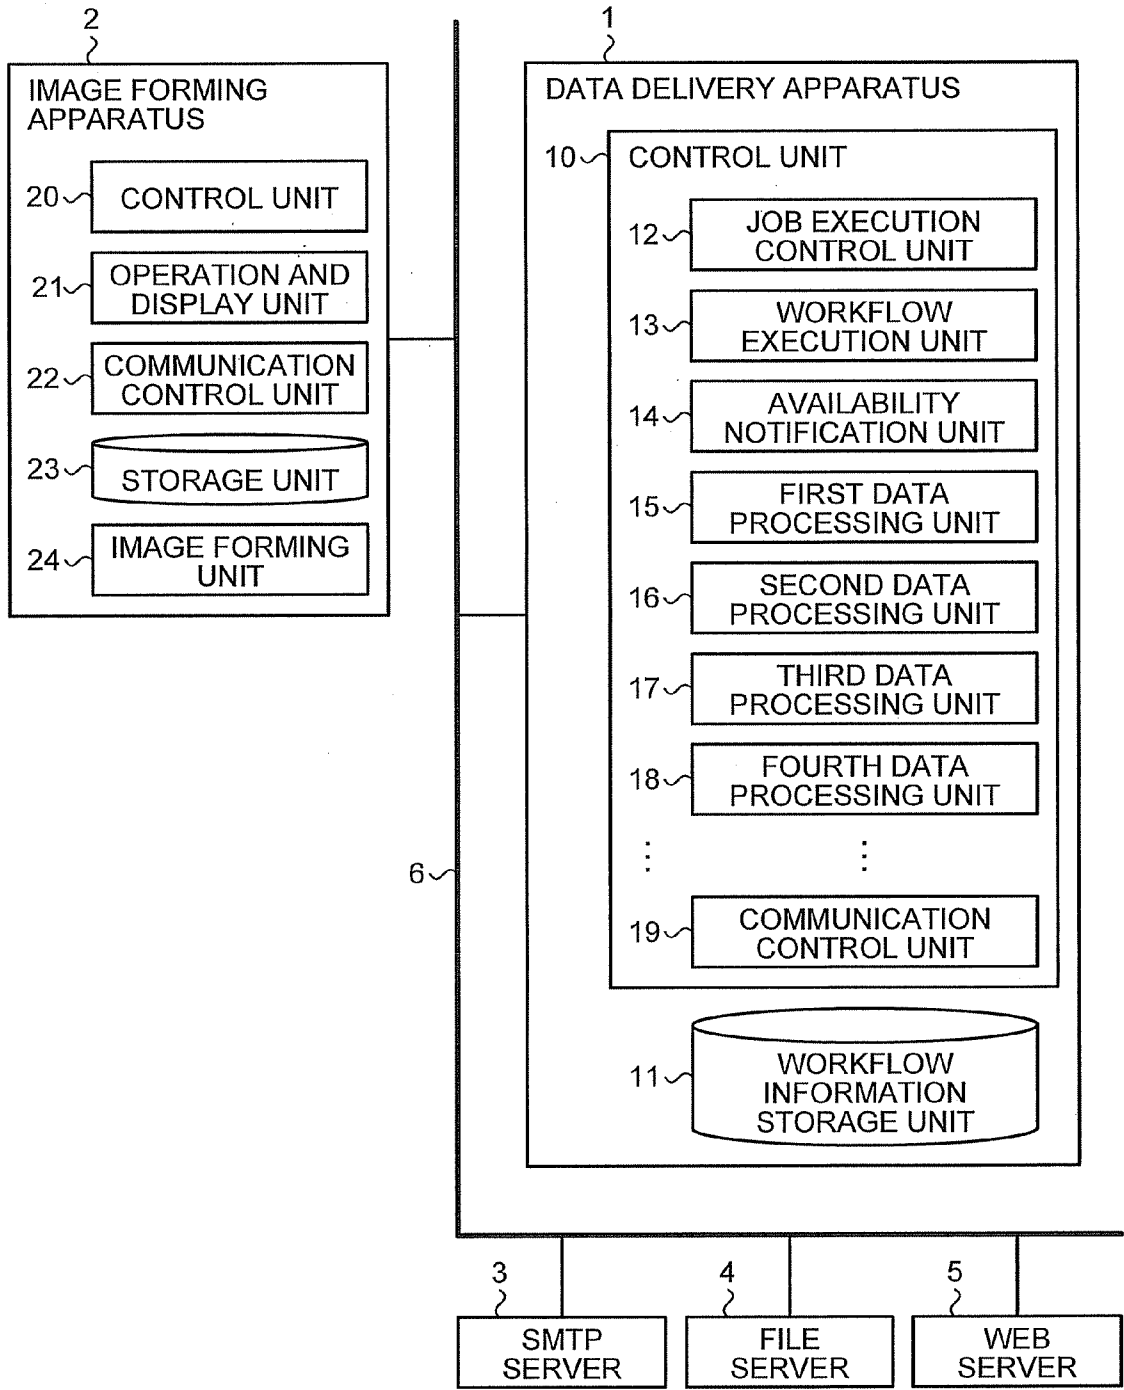 2
IMAGE FORMING
APPARATUS
20
CONTROL UNIT
21
OPERATION AND
DISPLAY UNIT
22
COMMUNICATION
CONTROL UNIT
23
STORAGE UNIT
24
IMAGE FORMING
UNIT
1
DATA DELIVERY APPARATUS
10
CONTROL UNIT
12
JOB EXECUTION
CONTROL UNIT
13
WORKFLOW
EXECUTION UNIT
14
AVAILABILITY
NOTIFICATION UNIT
15
FIRST DATA
PROCESSING UNIT
16
SECOND DATA
PROCESSING UNIT
17
THIRD DATA
PROCESSING UNIT
18
FOURTH DATA
PROCESSING UNIT
⋮ ⋮
19
COMMUNICATION
CONTROL UNIT
11
WORKFLOW
INFORMATION
STORAGE UNIT
6
3
SMTP
SERVER
4
FILE
SERVER
5
WEB
SERVER